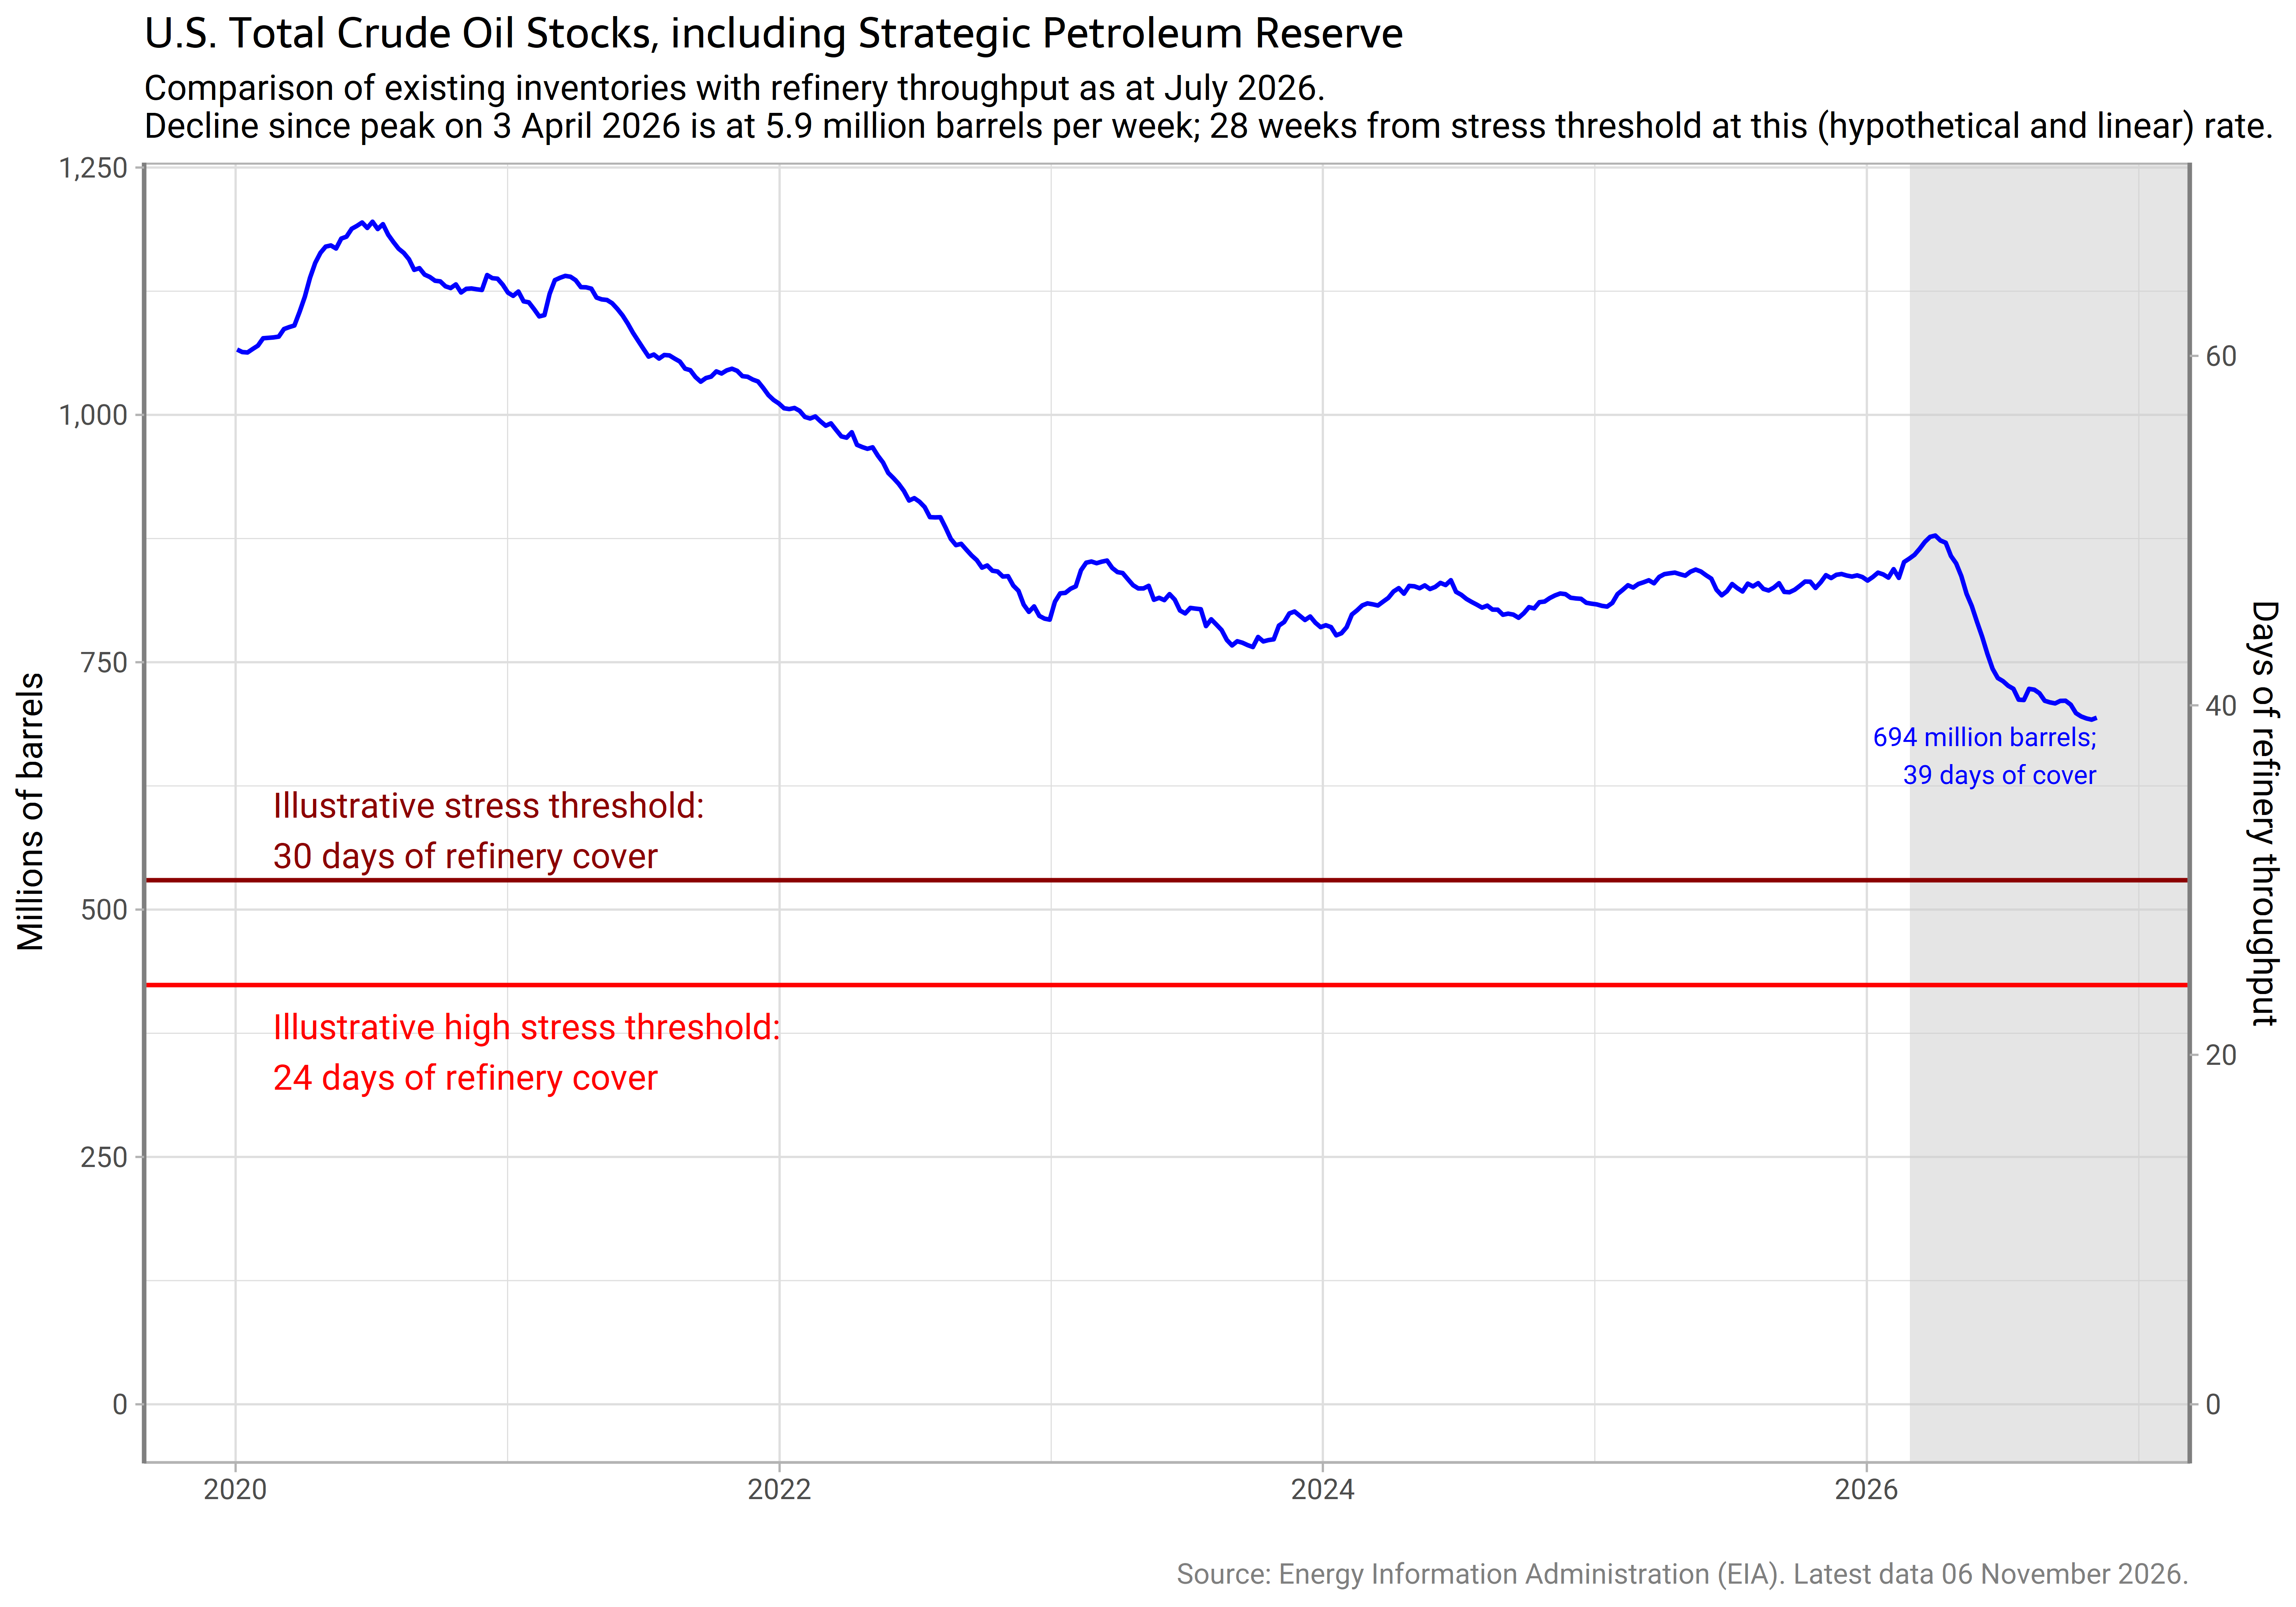 U.S. Total Crude Oil Stocks, including Strategic Petroleum Reserve
Comparison of existing inventories with refinery throughput as at July 2026.
Decline since peak on 3 April 2026 is at 5.9 million barrels per week; 28 weeks from stress threshold at this (hypothetical and linear) rate.
1,250
1,000
750
500
250
0
Millions of barrels
60
40
20
0
Days of refinery throughput
694 million barrels;
39 days of cover
Illustrative stress threshold:
30 days of refinery cover
Illustrative high stress threshold:
24 days of refinery cover
2020
2022
2024
2026
Source: Energy Information Administration (EIA). Latest data 06 November 2026.